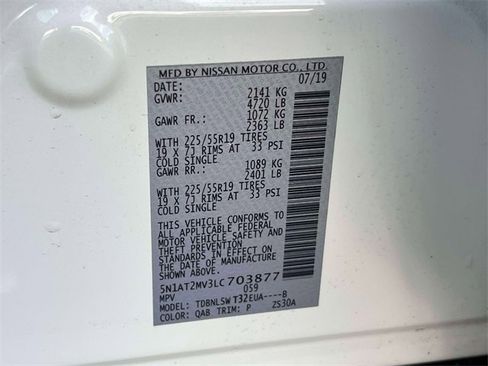 MFD BY NISSAN MOTOR CO., LTD.
DATE: 07/19
GVWR: 2141 KG
4720 LB
GAWR FR.: 1072 KG
2363 LB
WITH 225/55R19 TIRES
19 X 7J RIMS AT 33 PSI
COLD SINGLE
GAWR RR.: 1089 KG
2401 LB
WITH 225/55R19 TIRES
19 X 7J RIMS AT 33 PSI
COLD SINGLE
THIS VEHICLE CONFORMS TO
ALL APPLICABLE FEDERAL
MOTOR VEHICLE SAFETY AND
THEFT PREVENTION
STANDARDS IN EFFECT ON
THE DATE OF MANUFACTURE
SHOWN ABOVE.
5N1AT2MV3LC703877
MPV 059
MODEL: TDBNLSWT32EUA----B
COLOR: QAB TRIM: P ZS30A